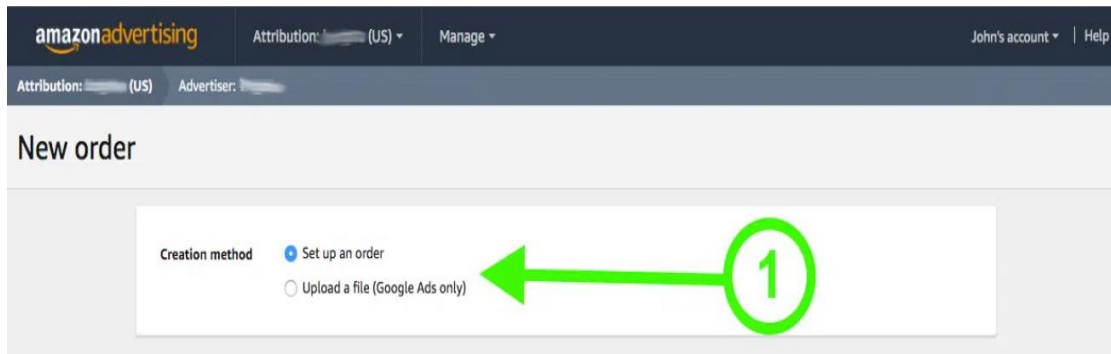 amazonadvertising Attribution: (US) Manage John's account | Help
Attribution: (US) Advertiser:
New order
Creation method Set up an order
Upload a file (Google Ads only)
1